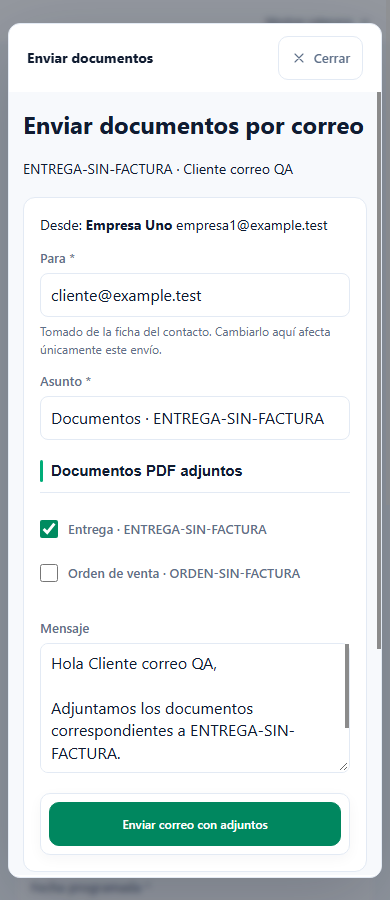 Enviar documentos
Cerrar
Enviar documentos por correo
ENTREGA-SIN-FACTURA · Cliente correo QA
Desde: Empresa Uno empresa1@example.test
Para *
cliente@example.test
Tomado de la ficha del contacto. Cambiarlo aquí afecta
únicamente este envío.
Asunto *
Documentos · ENTREGA-SIN-FACTURA
Documentos PDF adjuntos
Entrega · ENTREGA-SIN-FACTURA
Orden de venta · ORDEN-SIN-FACTURA
Mensaje
Hola Cliente correo QA,
Adjuntamos los documentos
correspondientes a ENTREGA-SIN-
FACTURA.
Enviar correo con adjuntos